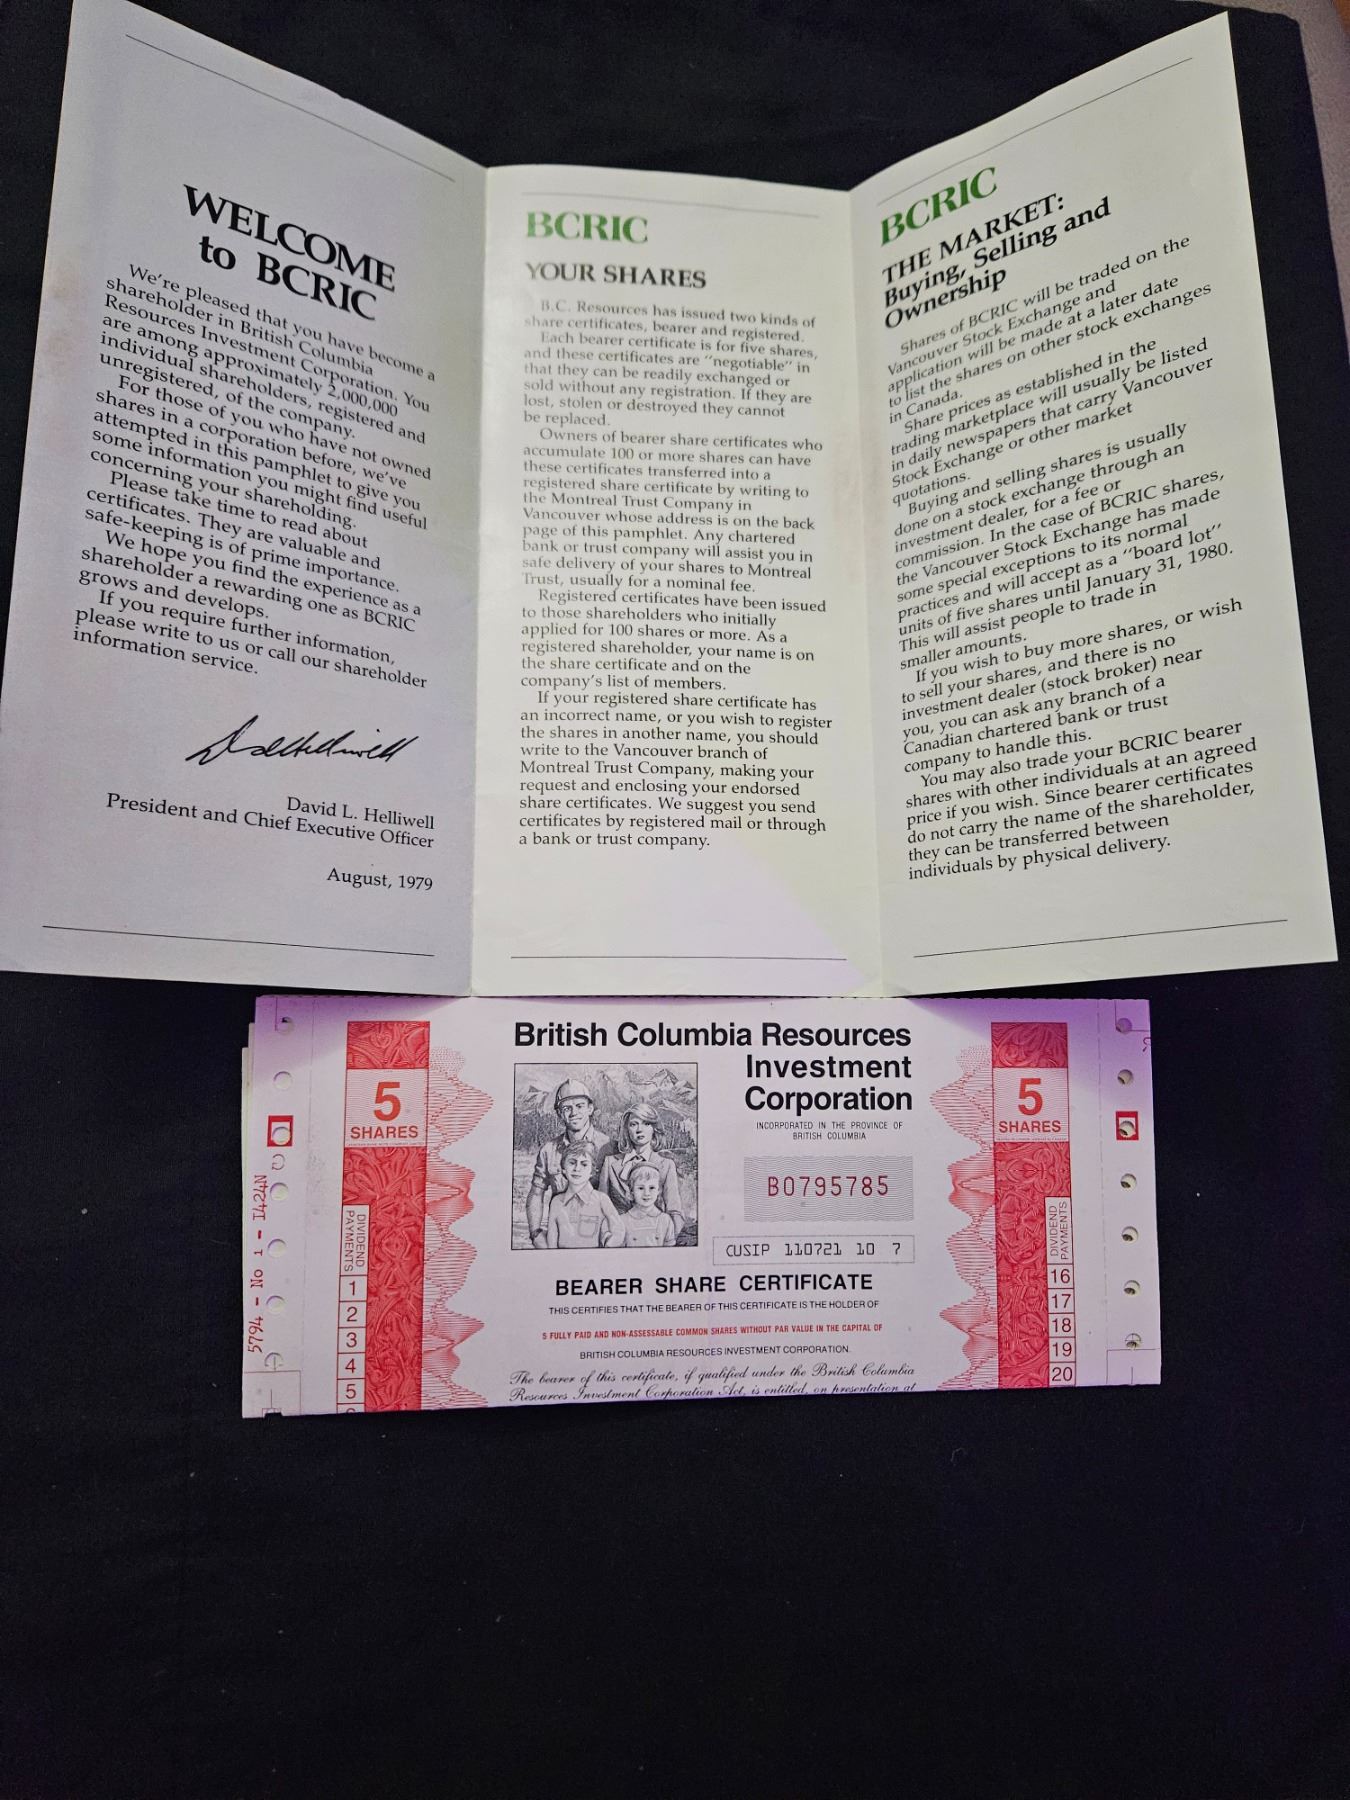 WELCOME
to BCRIC
We're pleased that you have become a
shareholder in British Columbia
Resources Investment Corporation. You
are among approximately 2,000,000
individual shareholders, registered and
unregistered, of the company.
For those of you who have not owned
shares in a corporation before, we've
attempted in this pamphlet to give you
some information you might find useful
concerning your shareholding.
Please take time to read about
certificates. They are valuable and
safe-keeping is of prime importance.
We hope you find the experience as a
shareholder a rewarding one as BCRIC
grows and develops.
If you require further information,
please write to us or call our shareholder
information service.
David L. Helliwell
President and Chief Executive Officer
August, 1979
BCRIC
YOUR SHARES
B.C. Resources has issued two kinds of
share certificates, bearer and registered.
Each bearer certificate is for five shares,
and these certificates are "negotiable" in
that they can be readily exchanged or
sold without any registration. If they are
lost, stolen or destroyed they cannot
be replaced.
Owners of bearer share certificates who
accumulate 100 or more shares can have
these certificates transferred into a
registered share certificate by writing to
the Montreal Trust Company in
Vancouver whose address is on the back
page of this pamphlet. Any chartered
bank or trust company will assist you in
safe delivery of your shares to Montreal
Trust, usually for a nominal fee.
Registered certificates have been issued
to those shareholders who initially
applied for 100 shares or more. As a
registered shareholder, your name is on
the share certificate and on the
company's list of members.
If your registered share certificate has
an incorrect name, or you wish to register
the shares in another name, you should
write to the Vancouver branch of
Montreal Trust Company, making your
request and enclosing your endorsed
share certificates. We suggest you send
certificates by registered mail or through
a bank or trust company.
BCRIC
THE MARKET:
Buying, Selling and
Ownership
Shares of BCRIC will be traded on the
Vancouver Stock Exchange and
application will be made at a later date
to list the shares on other stock exchanges
in Canada.
Share prices as established in the
trading marketplace will usually be listed
in daily newspapers that carry Vancouver
Stock Exchange or other market
quotations.
Buying and selling shares is usually
done on a stock exchange through an
investment dealer, for a fee or
commission. In the case of BCRIC shares,
the Vancouver Stock Exchange has made
some special exceptions to its normal
practices and will accept as a "board lot"
units of five shares until January 31, 1980.
This will assist people to trade in
smaller amounts.
If you wish to buy more shares, or wish
to sell your shares, and there is no
investment dealer (stock broker) near
you, you can ask any branch of a
Canadian chartered bank or trust
company to handle this.
You may also trade your BCRIC bearer
shares with other individuals at an agreed
price if you wish. Since bearer certificates
do not carry the name of the shareholder,
they can be transferred between
individuals by physical delivery.
British Columbia Resources
Investment
Corporation
INCORPORATED IN THE PROVINCE OF
BRITISH COLUMBIA
B0795785
CUSIP 110721 10 7
BEARER SHARE CERTIFICATE
THIS CERTIFIES THAT THE BEARER OF THIS CERTIFICATE IS THE HOLDER OF
5 FULLY PAID AND NON-ASSESSABLE COMMON SHARES WITHOUT PAR VALUE IN THE CAPITAL OF
BRITISH COLUMBIA RESOURCES INVESTMENT CORPORATION.
The bearer of this certificate, if qualified under the British Columbia
Resources Investment Corporation Act, is entitled, on presentation at
5
SHARES
DIVIDEND
PAYMENTS
1
2
3
4
5
5794 - No 1 - I424N
5
SHARES
DIVIDEND
PAYMENTS
16
17
18
19
20